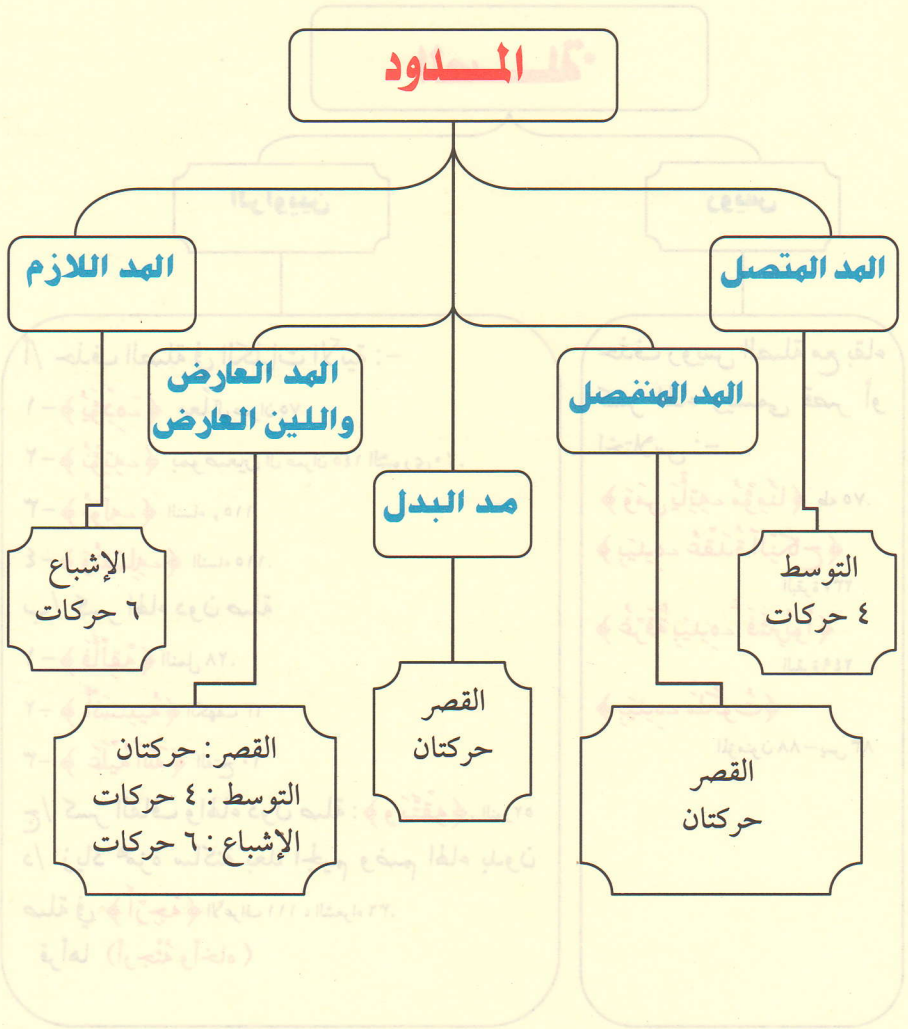 المدود
المد المتصل
التوسط
٤ حركات
المد المنفصل
القصر
حركتان
مد البدل
القصر
حركتان
المد العارض
واللين العارض
القصر : حركتان
التوسط : ٤ حركات
الإشباع : ٦ حركات
المد اللازم
الإشباع
٦ حركات